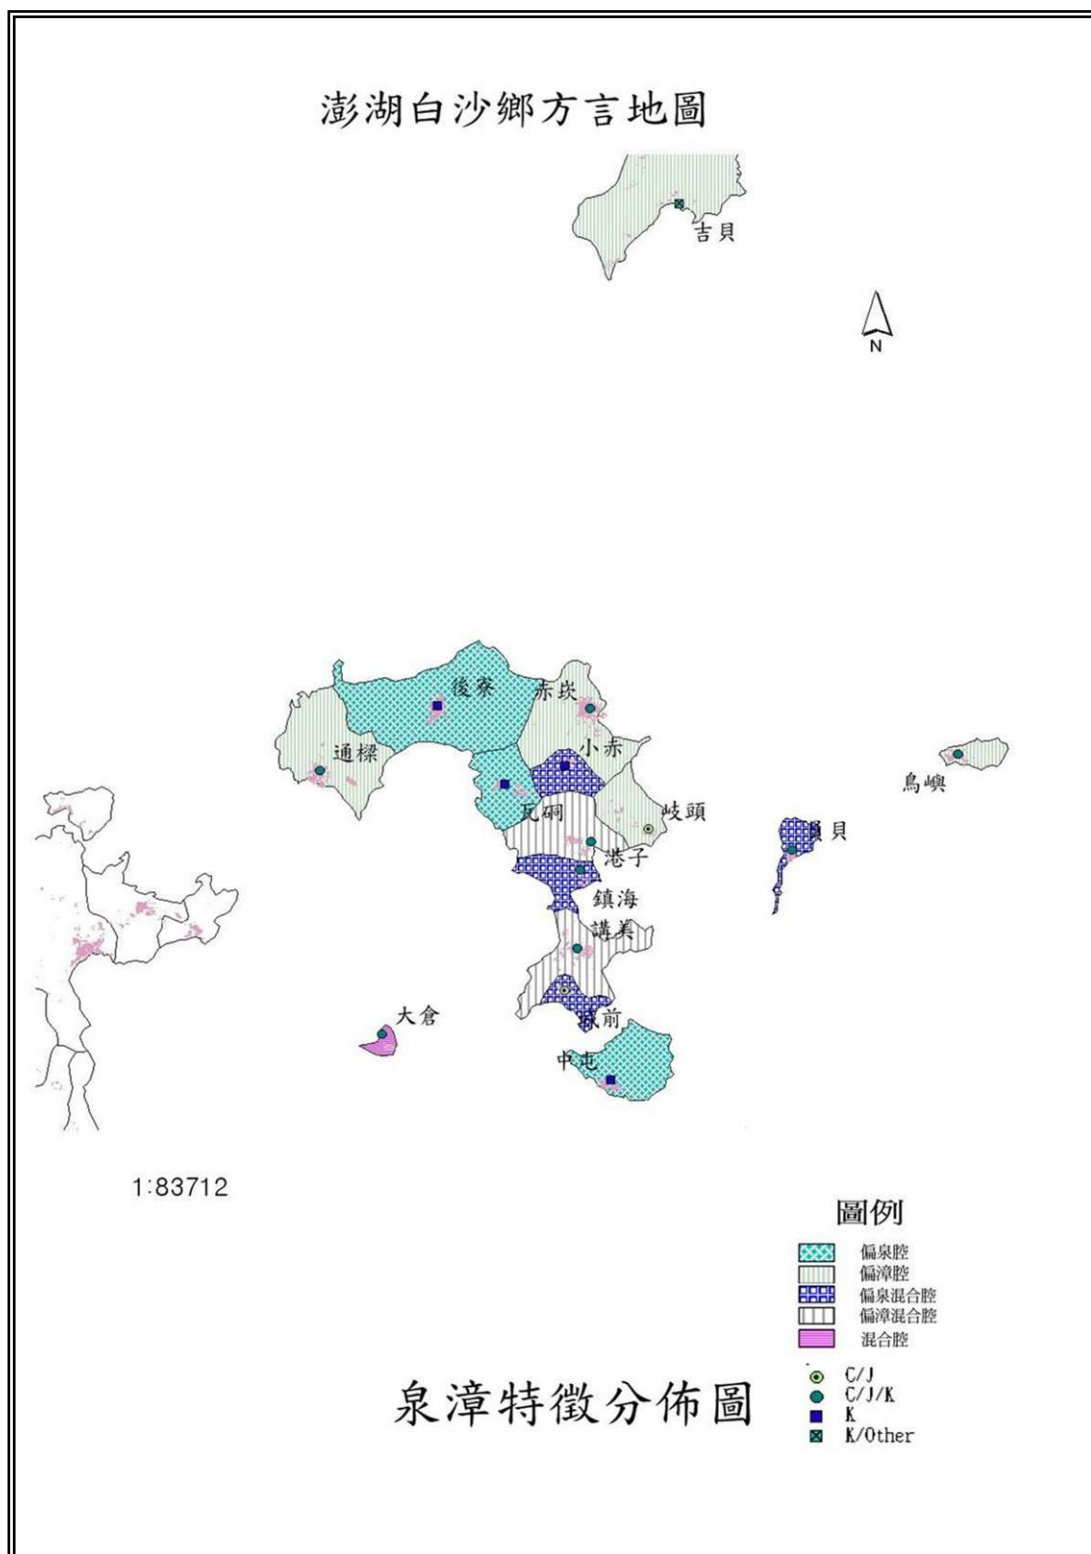 澎湖白沙鄉方言地圖
吉貝
N
後寮
赤崁
小赤
通樑
鳥嶼
瓦硐
岐頭
員貝
港子
鎮海
講美
大倉
城前
中屯
1:83712
圖例
偏泉腔
偏漳腔
偏泉混合腔
偏漳混合腔
混合腔
C/J
C/J/K
K
K/Other
泉漳特徵分佈圖